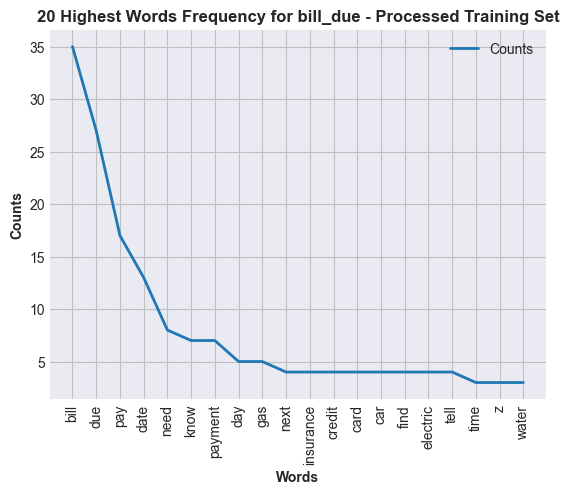 20 Highest Words Frequency for bill_due - Processed Training Set
Counts
35
30
25
20
15
10
5
Counts
bill
due
pay
date
need
know
payment
day
gas
next
insurance
credit
card
car
find
electric
tell
time
z
water
Words